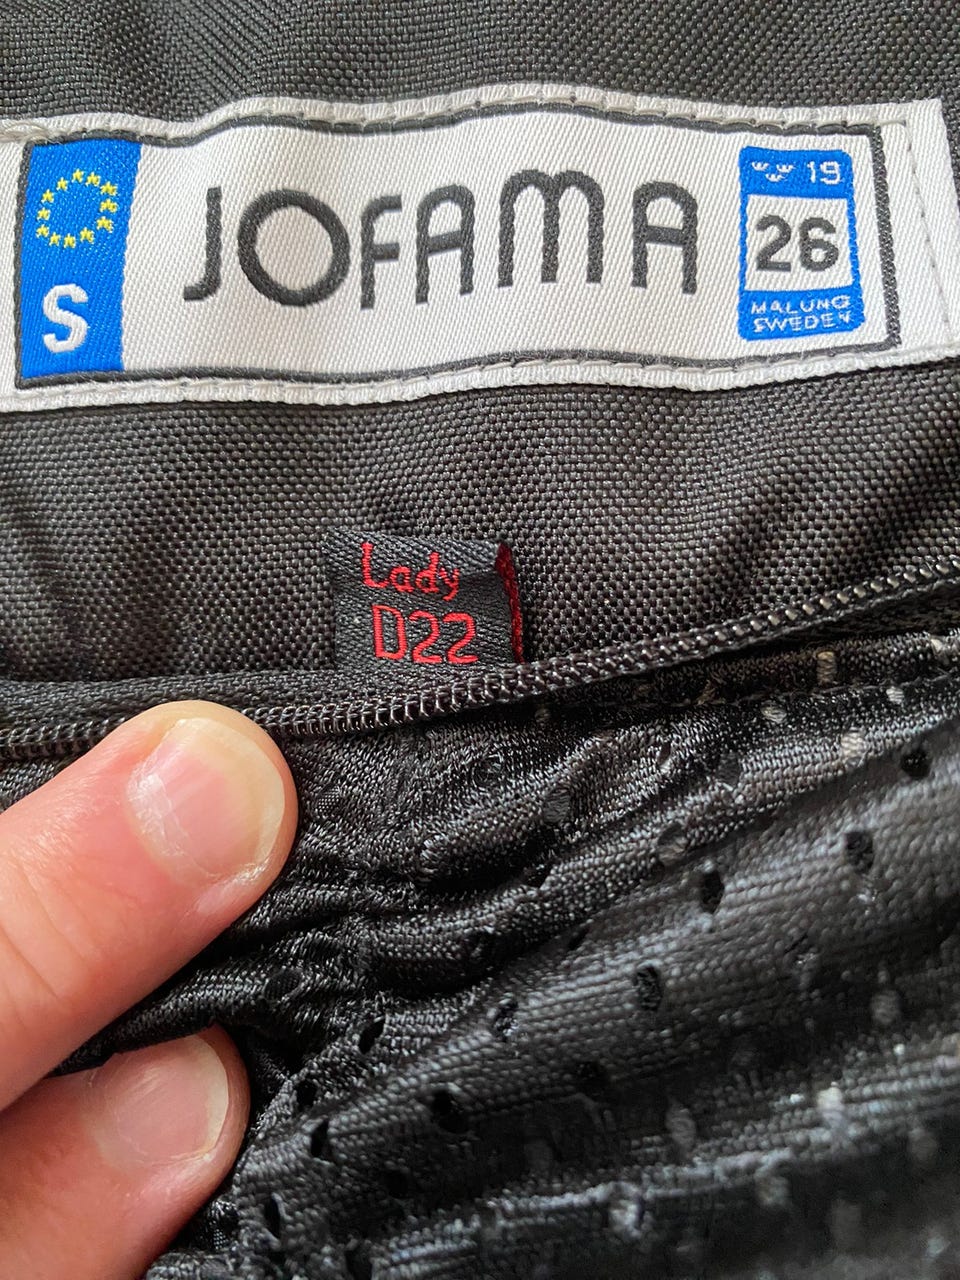 S
JOFAMA
19
26
MALUNG
SWEDEN
Lady
D22